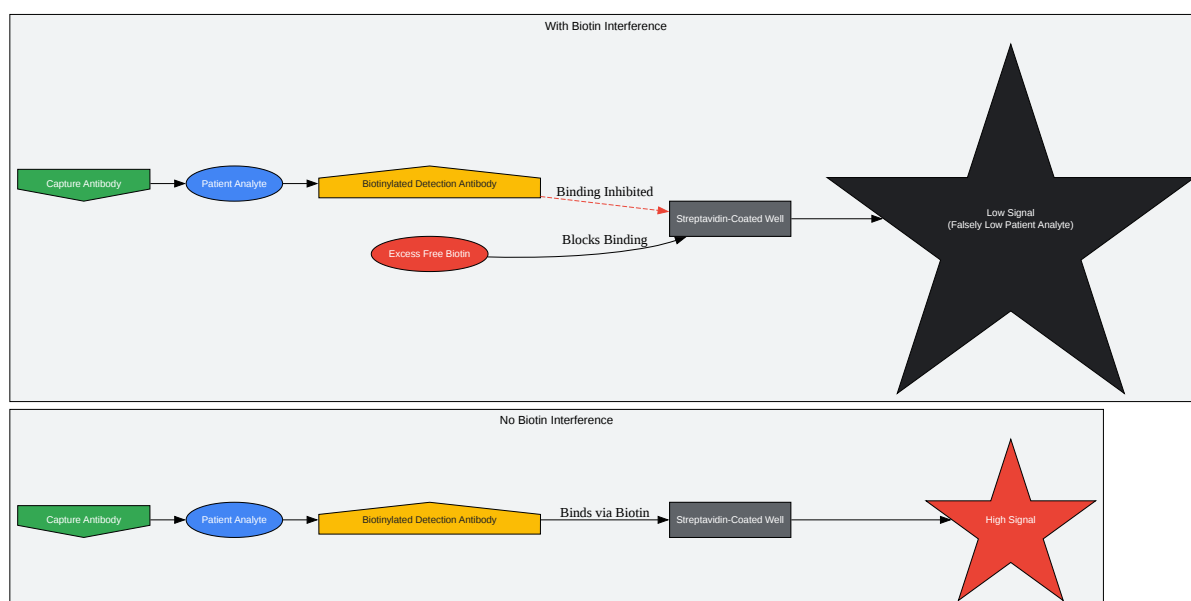 With Biotin Interference
Capture Antibody
Patient Analyte
Biotinylated Detection Antibody
Binding Inhibited
Excess Free Biotin
Blocks Binding
Streptavidin-Coated Well
Low Signal
(Falsely Low Patient Analyte)
No Biotin Interference
Capture Antibody
Patient Analyte
Biotinylated Detection Antibody
Binds via Biotin
Streptavidin-Coated Well
High Signal